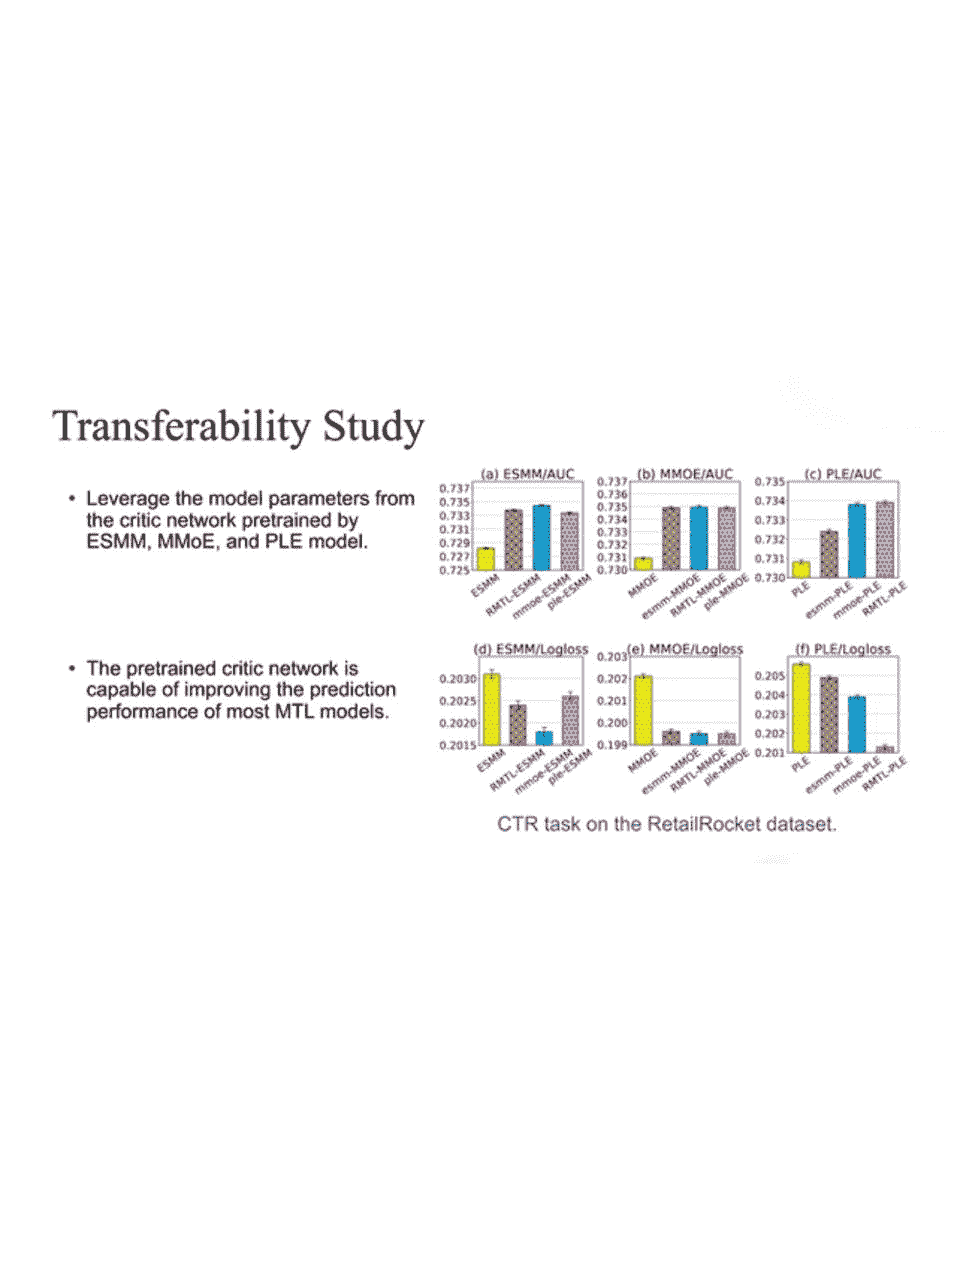 Transferability Study
• Leverage the model parameters from
the critic network pretrained by
ESMM, MMoE, and PLE model.
• The pretrained critic network is
capable of improving the prediction
performance of most MTL models.
(a) ESMM/AUC
0.737
0.735
0.733
0.731
0.729
0.727
0.725
ESMM
RMTL-ESMM
mmoe-ESMM
ple-ESMM
(b) MMOE/AUC
0.737
0.736
0.735
0.734
0.733
0.732
0.731
0.730
MMOE
esmm-MMOE
RMTL-MMOE
ple-MMOE
(c) PLE/AUC
0.735
0.734
0.733
0.732
0.731
0.730
PLE
esmm-PLE
mmoe-PLE
RMTL-PLE
(d) ESMM/Logloss
0.2030
0.2025
0.2020
0.2015
ESMM
RMTL-ESMM
mmoe-ESMM
ple-ESMM
(e) MMOE/Logloss
0.203
0.202
0.201
0.200
0.199
MMOE
esmm-MMOE
RMTL-MMOE
ple-MMOE
(f) PLE/Logloss
0.205
0.204
0.203
0.202
0.201
PLE
esmm-PLE
mmoe-PLE
RMTL-PLE
CTR task on the RetailRocket dataset.